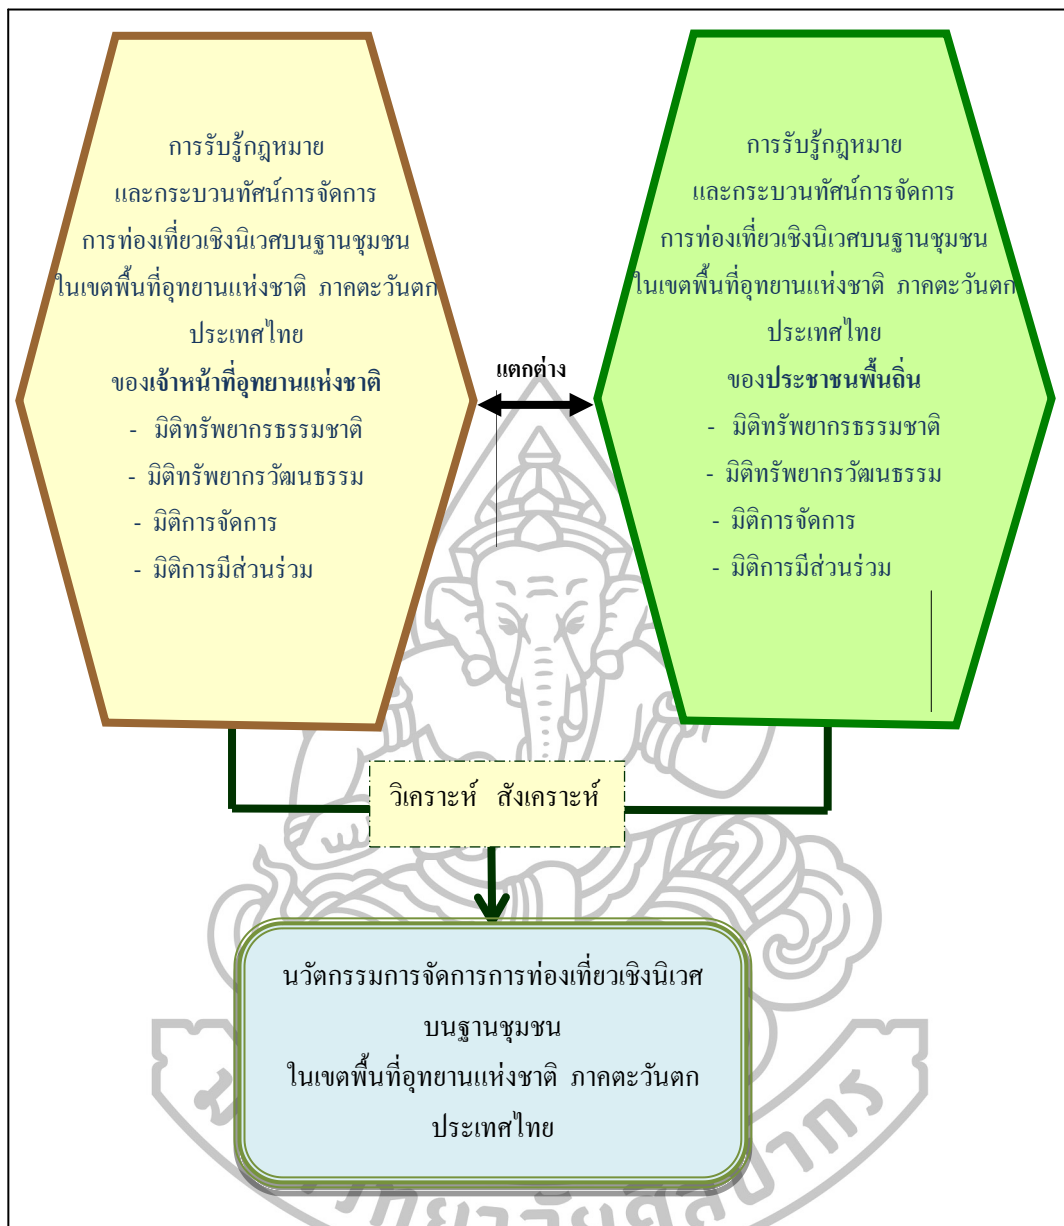 การรับรู้กฎหมาย
และกระบวนทัศน์การจัดการ
การท่องเที่ยวเชิงนิเวศบนฐานชุมชน
ในเขตพื้นที่อุทยานแห่งชาติ ภาคตะวันตก
ประเทศไทย
ของเจ้าหน้าที่อุทยานแห่งชาติ
- มิติทรัพยากรธรรมชาติ
- มิติทรัพยากรวัฒนธรรม
- มิติการจัดการ
- มิติการมีส่วนร่วม
แตกต่าง
การรับรู้กฎหมาย
และกระบวนทัศน์การจัดการ
การท่องเที่ยวเชิงนิเวศบนฐานชุมชน
ในเขตพื้นที่อุทยานแห่งชาติ ภาคตะวันตก
ประเทศไทย
ของประชาชนพื้นถิ่น
- มิติทรัพยากรธรรมชาติ
- มิติทรัพยากรวัฒนธรรม
- มิติการจัดการ
- มิติการมีส่วนร่วม
วิเคราะห์ สังเคราะห์
นวัตกรรมการจัดการการท่องเที่ยวเชิงนิเวศ
บนฐานชุมชน
ในเขตพื้นที่อุทยานแห่งชาติ ภาคตะวันตก
ประเทศไทย